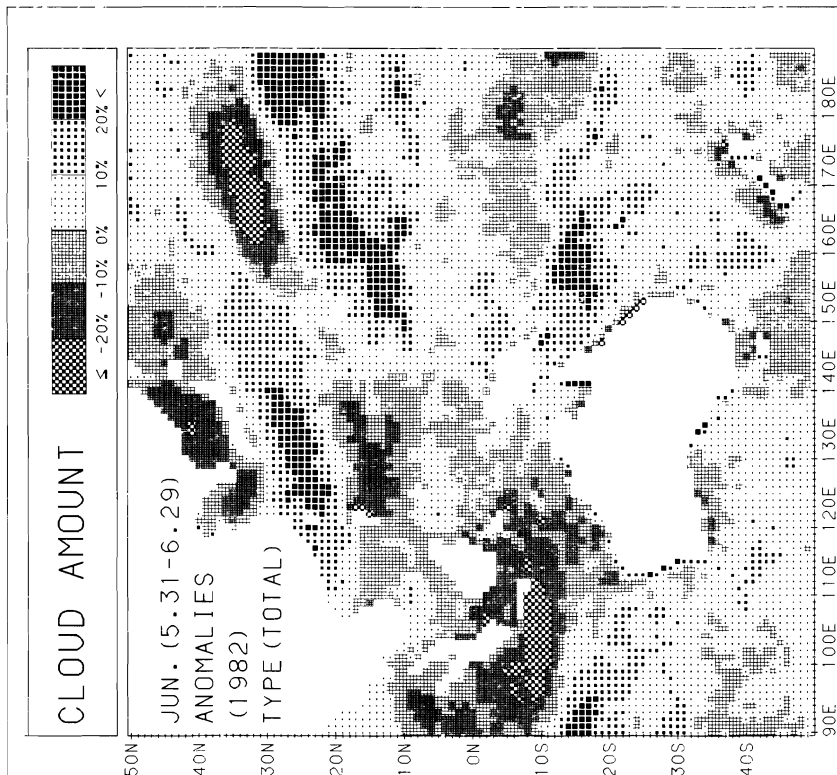 CLOUD AMOUNT
≤ -20% -10% 0% 10% 20% <
JUN. (5.31-6.29)
ANOMALIES
(1982)
TYPE (TOTAL)
50N
40N
30N
20N
10N
0N
10S
20S
30S
40S
90E 100E 110E 120E 130E 140E 150E 160E 170E 180E